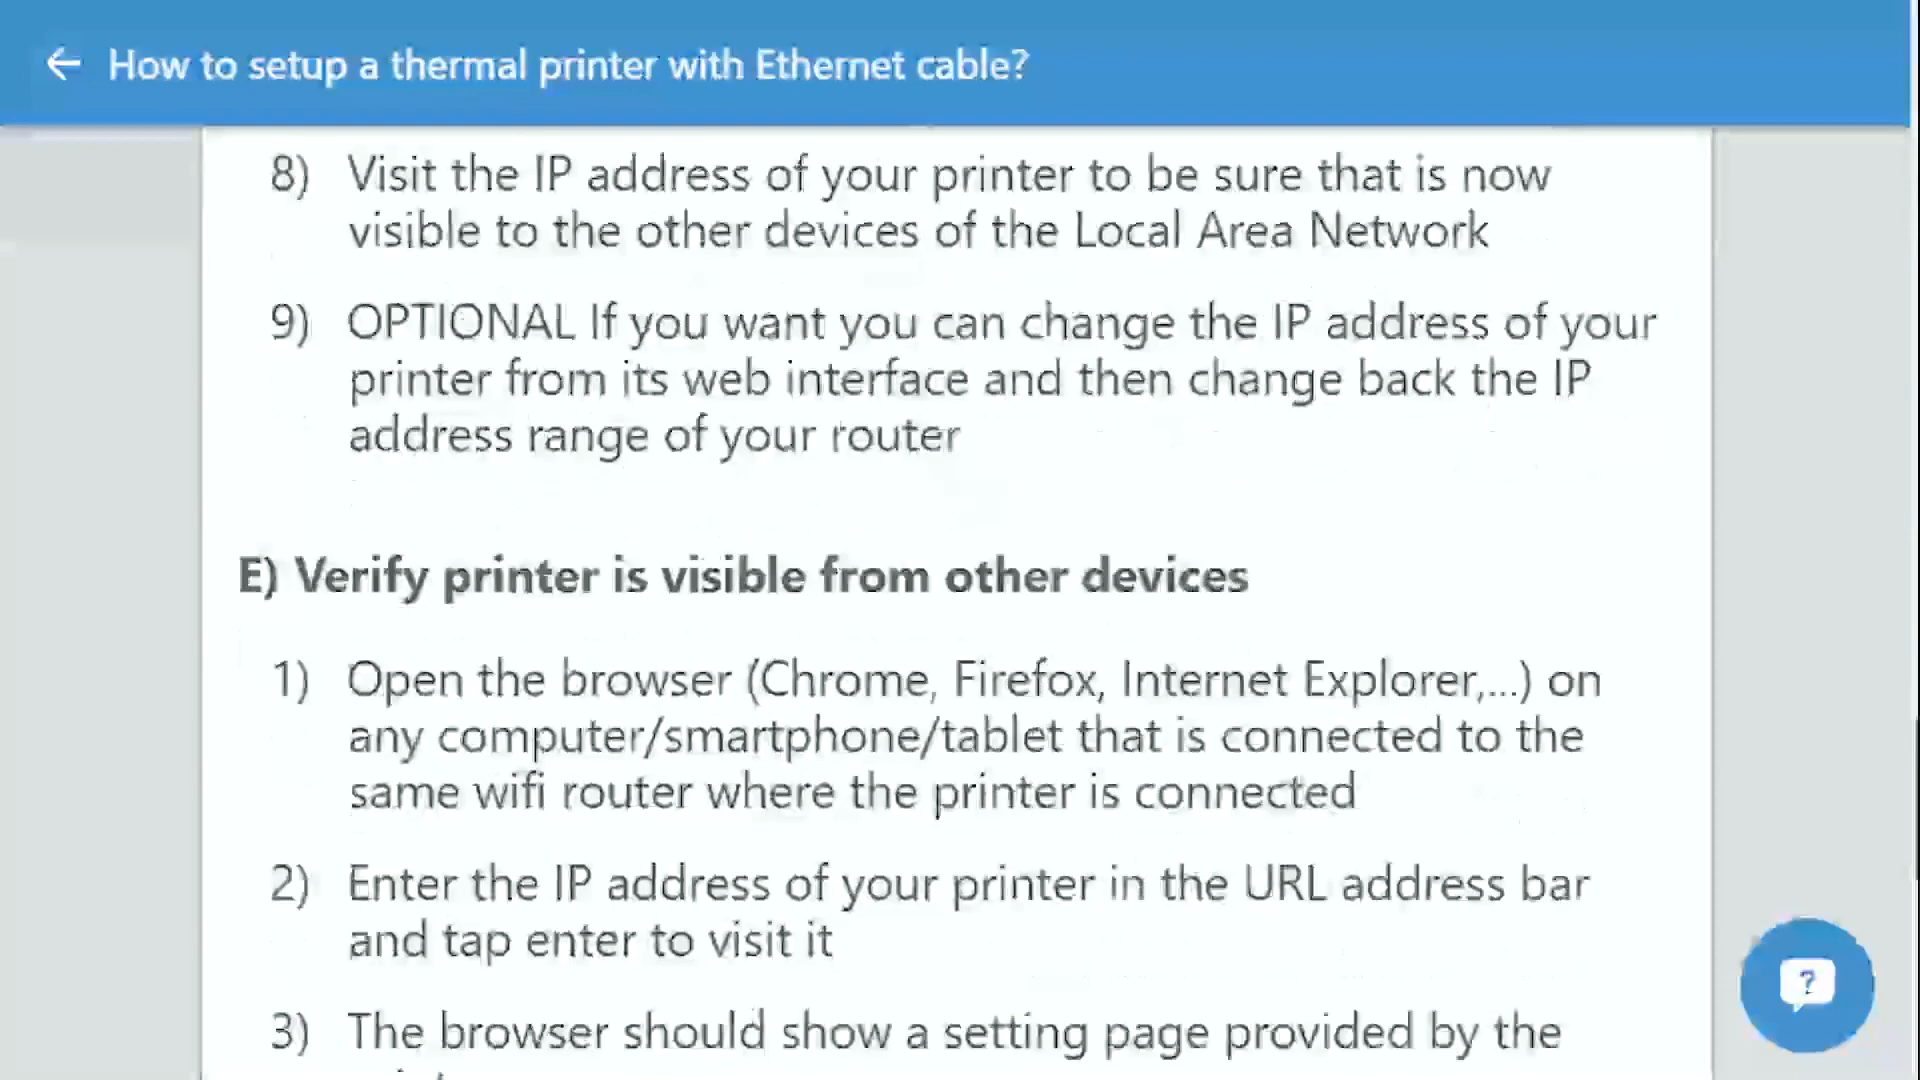 How to setup a thermal printer with Ethernet cable?
8) Visit the IP address of your printer to be sure that is now
visible to the other devices of the Local Area Network
9) OPTIONAL If you want you can change the IP address of your
printer from its web interface and then change back the IP
address range of your router
E) Verify printer is visible from other devices
1) Open the browser (Chrome, Firefox, Internet Explorer,...) on
any computer/smartphone/tablet that is connected to the
same wifi router where the printer is connected
2) Enter the IP address of your printer in the URL address bar
and tap enter to visit it
3) The browser should show a setting page provided by the
?